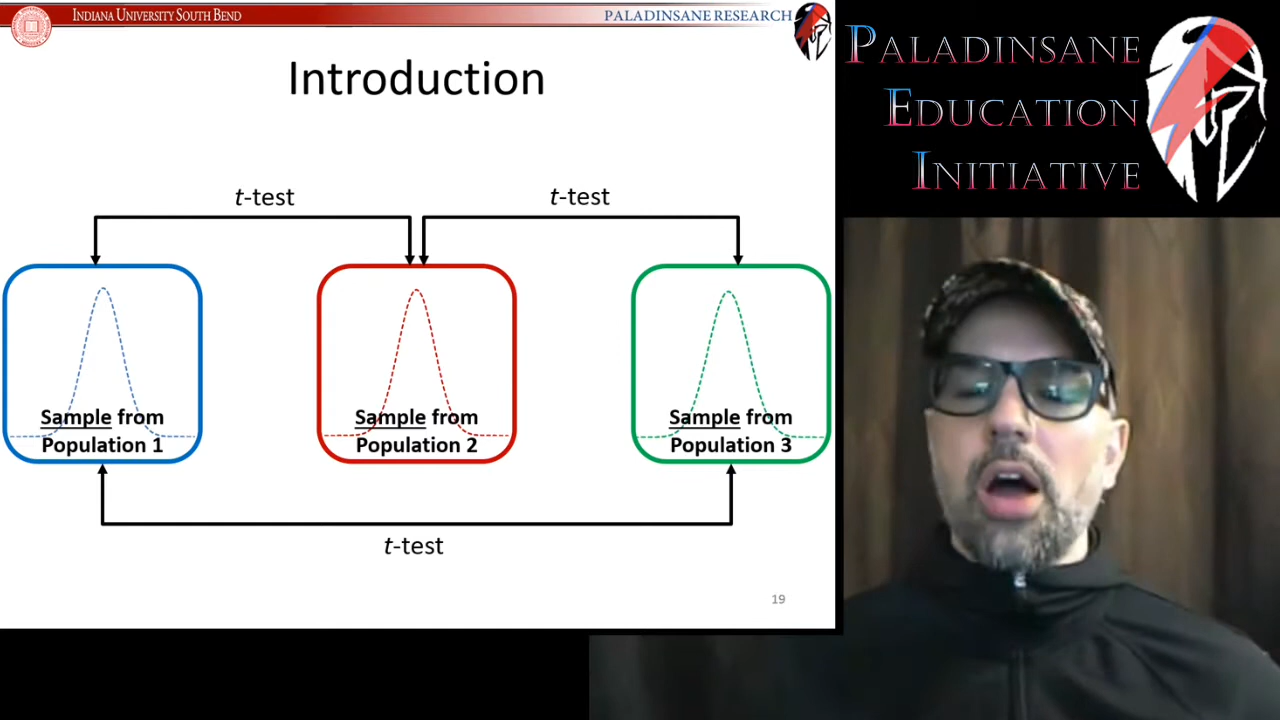 INDIANA UNIVERSITY SOUTH BEND
PALADINSANE RESEARCH
Introduction
t-test
t-test
Sample from
Population 1
Sample from
Population 2
Sample from
Population 3
t-test
19
PALADINSANE
EDUCATION
INITIATIVE